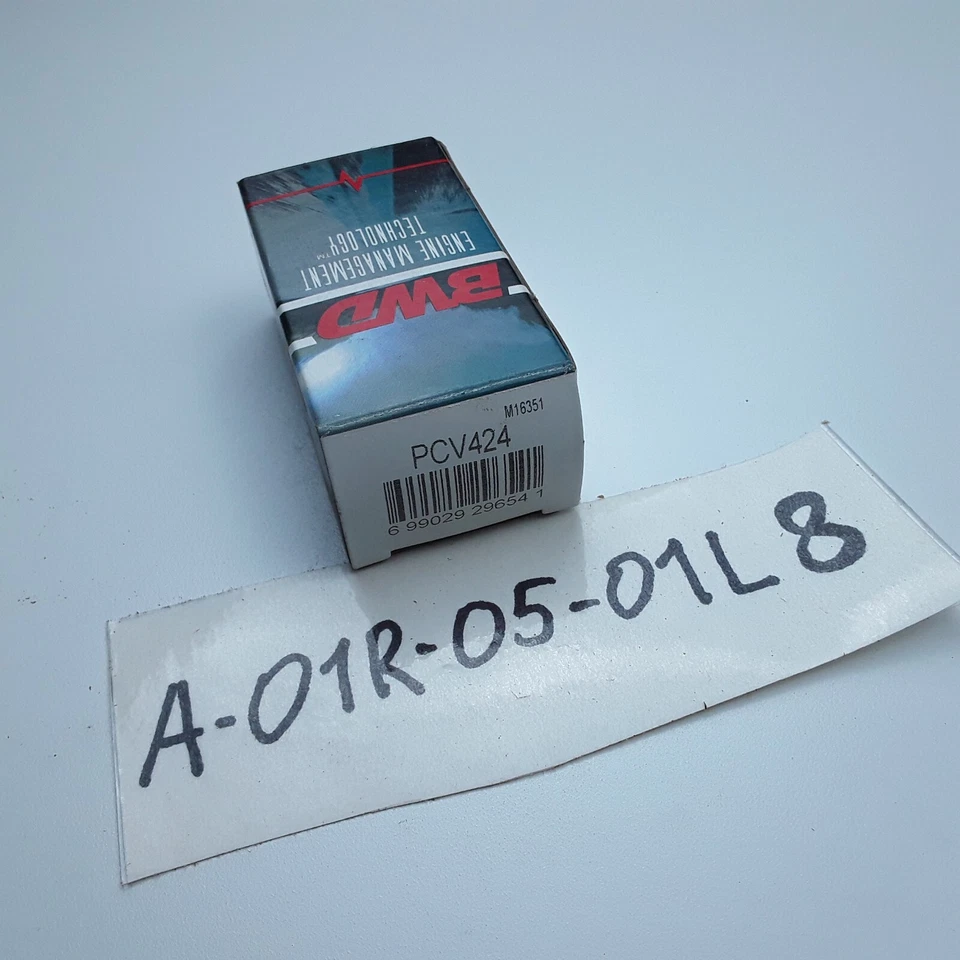 BWD
ENGINE MANAGEMENT
TECHNOLOGY™
M16351
PCV424
6 99029 29654 1
A-01R-05-01L8